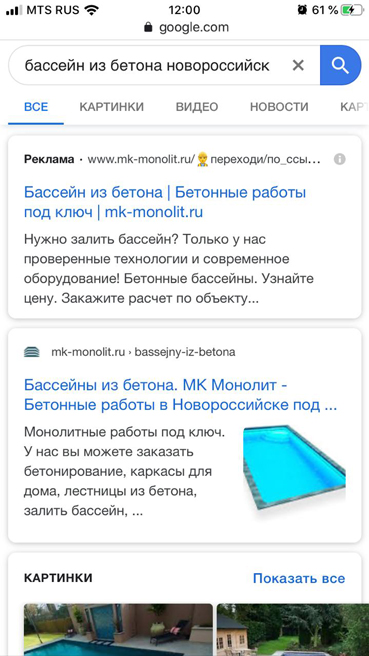 MTS RUS 12:00 61 %
google.com
бассейн из бетона новороссийск
ВСЕ КАРТИНКИ ВИДЕО НОВОСТИ КАР
Реклама · www.mk-monolit.ru/👷переходи/по_ссы...
Бассейн из бетона | Бетонные работы
под ключ | mk-monolit.ru
Нужно залить бассейн? Только у нас
проверенные технологии и современное
оборудование! Бетонные бассейны. Узнайте
цену. Закажите расчет по объекту...
mk-monolit.ru › bassejny-iz-betona
Бассейны из бетона. МК Монолит -
Бетонные работы в Новороссийске под ...
Монолитные работы под ключ.
У нас вы можете заказать
бетонирование, каркасы для
дома, лестницы из бетона,
залить бассейн, ...
КАРТИНКИ Показать все